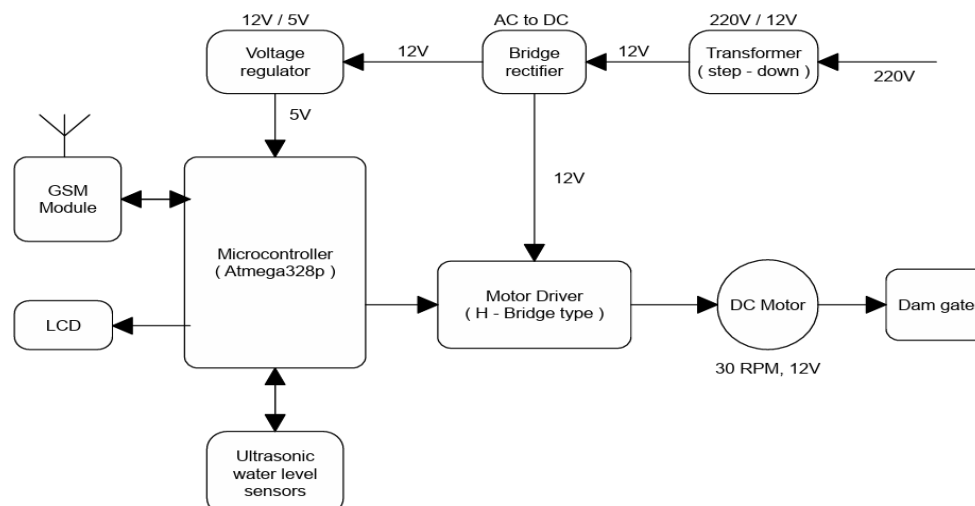 12V / 5V
AC to DC
220V / 12V
Voltage
regulator
12V
Bridge
rectifier
12V
Transformer
( step - down )
220V
5V
GSM
Module
12V
Microcontroller
( Atmega328p )
Motor Driver
( H - Bridge type )
DC Motor
Dam gate
LCD
30 RPM, 12V
Ultrasonic
water level
sensors